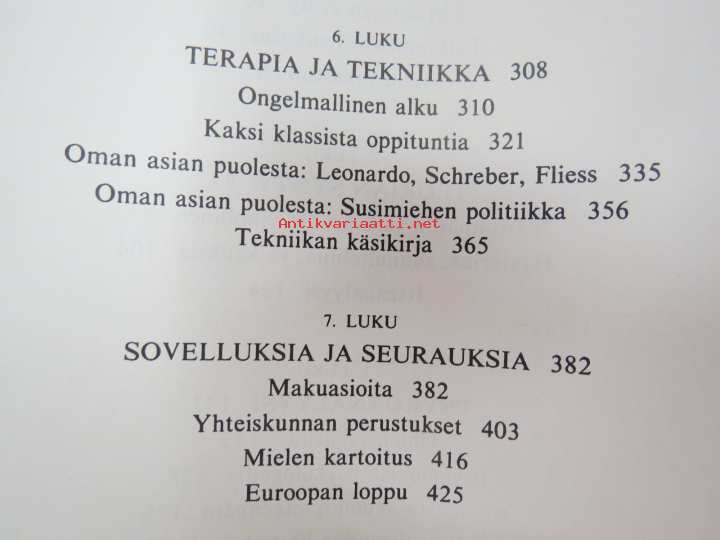 6. LUKU
TERAPIA JA TEKNIIKKA 308
Ongelmallinen alku 310
Kaksi klassista oppituntia 321
Oman asian puolesta: Leonardo, Schreber, Fliess 335
Oman asian puolesta: Susimiehen politiikka 356
Antikvariaatti.net
Tekniikan käsikirja 365
7. LUKU
SOVELLUKSIA JA SEURAUKSIA 382
Makuasioita 382
Yhteiskunnan perustukset 403
Mielen kartoitus 416
Euroopan loppu 425